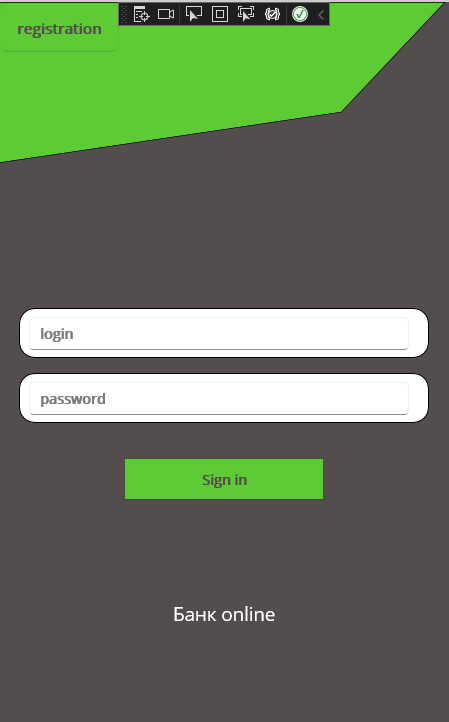 registration
login
password
Sign in
Банк online